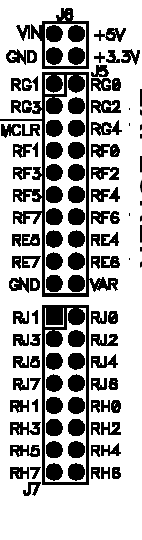 J6
VIN +5V
GND +3.3V
J5
RG1 RG0
RG3 RG2
MCLR RG4
RF1 RF0
RF3 RF2
RF5 RF4
RF7 RF6
RE5 RE4
RE7 RE6
GND VAR
RJ1 RJ0
RJ3 RJ2
RJ5 RJ4
RJ7 RJ6
RH1 RH0
RH3 RH2
RH5 RH4
RH7 RH6
J7